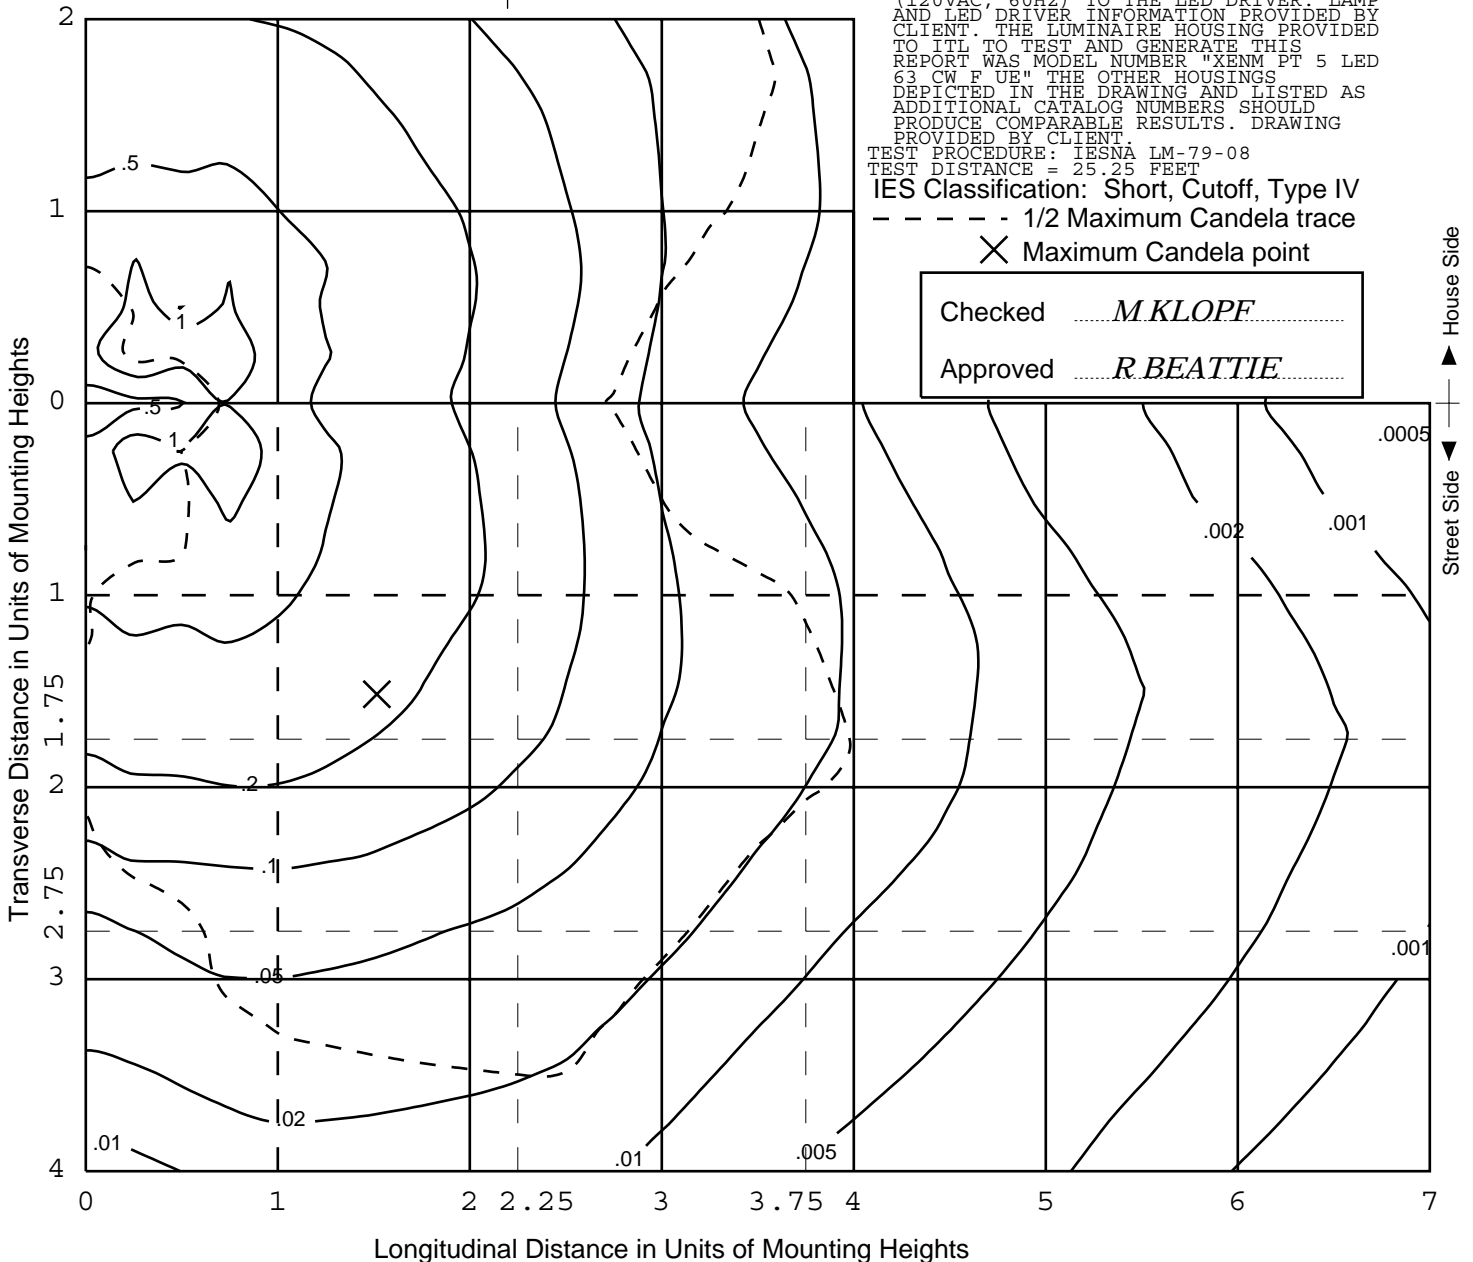 (120VAC, 60HZ) TO THE LED DRIVER. LAMP
AND LED DRIVER INFORMATION PROVIDED BY
CLIENT. THE LUMINAIRE HOUSING PROVIDED
TO ITL TO TEST AND GENERATE THIS
REPORT WAS MODEL NUMBER "XENM PT 5 LED
63 CW F UE" THE OTHER HOUSINGS
DEPICTED IN THE DRAWING AND LISTED AS
ADDITIONAL CATALOG NUMBERS SHOULD
PRODUCE COMPARABLE RESULTS. DRAWING
PROVIDED BY CLIENT.
TEST PROCEDURE: IESNA LM-79-08
TEST DISTANCE = 25.25 FEET
IES Classification: Short, Cutoff, Type IV
1/2 Maximum Candela trace
Maximum Candela point
Checked M KLOPF
Approved R BEATTIE
House Side
Street Side
Transverse Distance in Units of Mounting Heights
2
1
0
1
1.75
2
2.75
3
4
.5
1
.5
1
.2
.1
.05
.02
.01
.01
.005
.002
.001
.0005
.001
0 1 2 2.25 3 3.75 4 5 6 7
Longitudinal Distance in Units of Mounting Heights